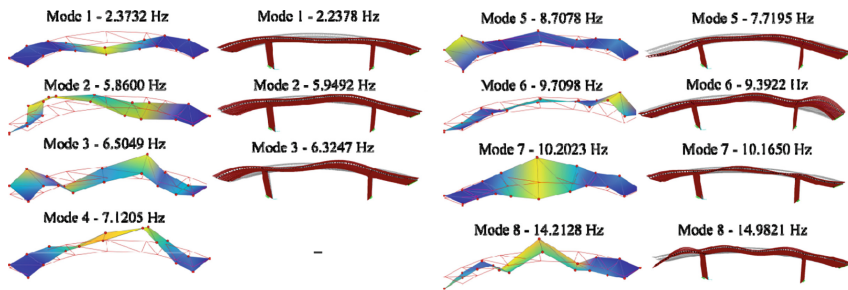 Mode 1 - 2.3732 Hz
Mode 1 - 2.2378 Hz
Mode 5 - 8.7078 Hz
Mode 5 - 7.7195 Hz
Mode 2 - 5.8600 Hz
Mode 2 - 5.9492 Hz
Mode 6 - 9.7098 Hz
Mode 6 - 9.3922 Hz
Mode 3 - 6.5049 Hz
Mode 3 - 6.3247 Hz
Mode 7 - 10.2023 Hz
Mode 7 - 10.1650 Hz
Mode 4 - 7.1205 Hz
–
Mode 8 - 14.2128 Hz
Mode 8 - 14.9821 Hz